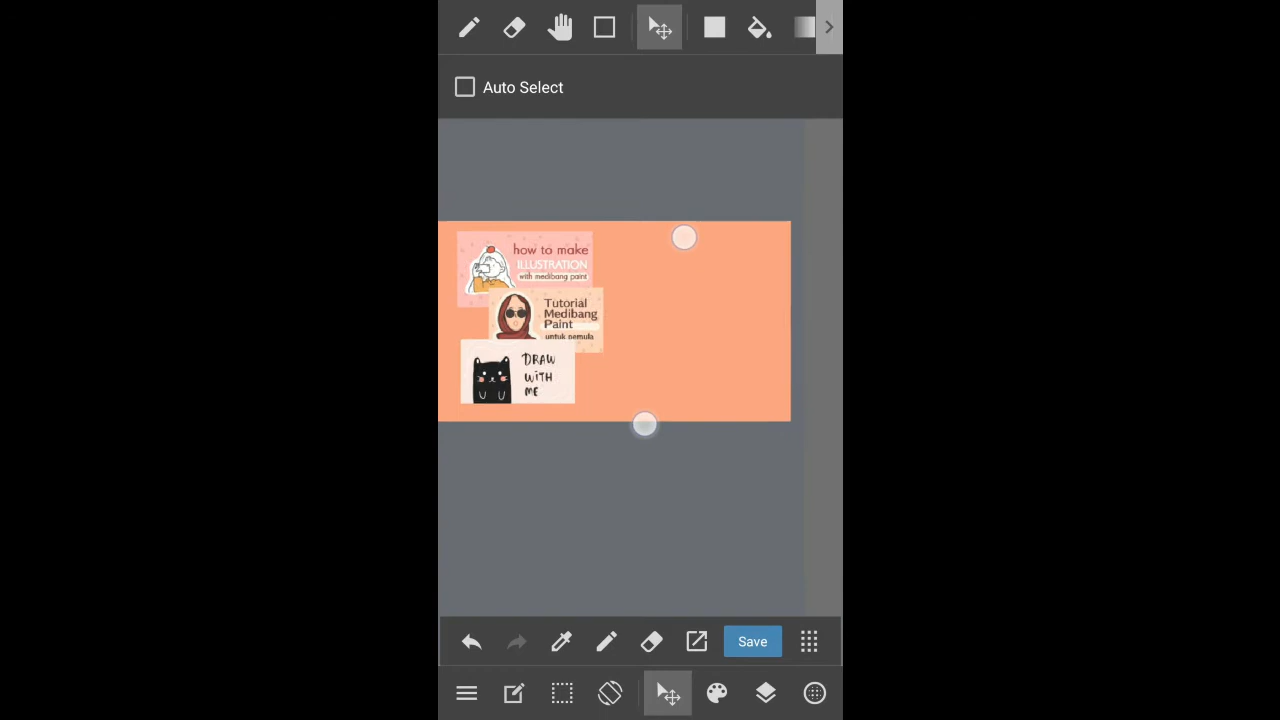 Auto Select
how to make
ILLUSTRATION
with medibang paint
Tutorial
Medibang
Paint
untuk pemula
DRAW
WITH
ME
Save